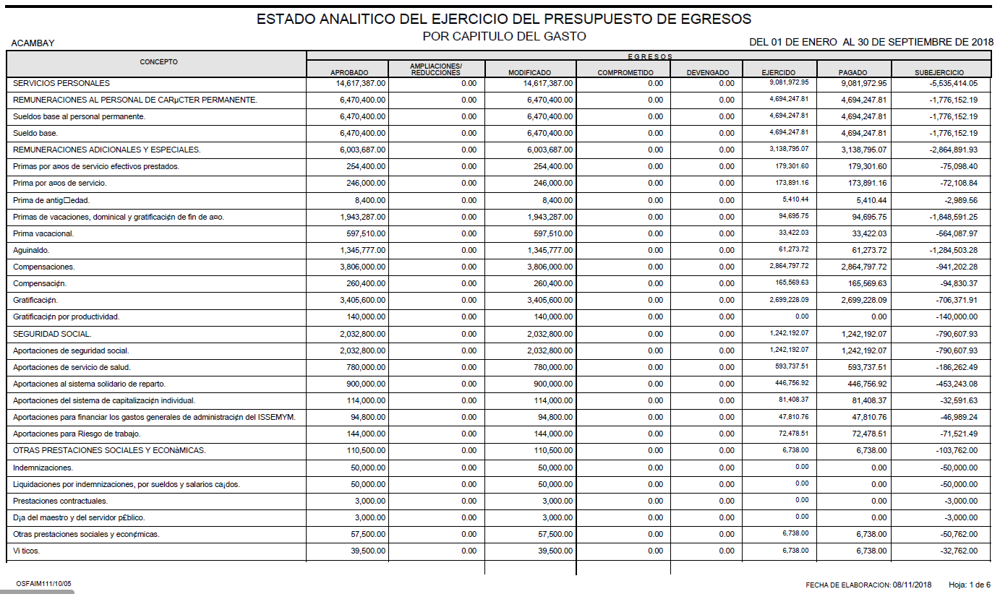 ESTADO ANALITICO DEL EJERCICIO DEL PRESUPUESTO DE EGRESOS
POR CAPITULO DEL GASTO
ACAMBAY DEL 01 DE ENERO AL 30 DE SEPTIEMBRE DE 2018
CONCEPTO E G R E S O S
APROBADO AMPLIACIONES/ REDUCCIONES MODIFICADO COMPROMETIDO DEVENGADO EJERCIDO PAGADO SUBEJERCICIO
SERVICIOS PERSONALES 14,617,387.00 0.00 14,617,387.00 0.00 0.00 9,081,972.95 9,081,972.95 -5,535,414.05
REMUNERACIONES AL PERSONAL DE CARµCTER PERMANENTE. 6,470,400.00 0.00 6,470,400.00 0.00 0.00 4,694,247.81 4,694,247.81 -1,776,152.19
Sueldos base al personal permanente. 6,470,400.00 0.00 6,470,400.00 0.00 0.00 4,694,247.81 4,694,247.81 -1,776,152.19
Sueldo base. 6,470,400.00 0.00 6,470,400.00 0.00 0.00 4,694,247.81 4,694,247.81 -1,776,152.19
REMUNERACIONES ADICIONALES Y ESPECIALES. 6,003,687.00 0.00 6,003,687.00 0.00 0.00 3,138,795.07 3,138,795.07 -2,864,891.93
Primas por a¤os de servicio efectivos prestados. 254,400.00 0.00 254,400.00 0.00 0.00 179,301.60 179,301.60 -75,098.40
Prima por a¤os de servicio. 246,000.00 0.00 246,000.00 0.00 0.00 173,891.16 173,891.16 -72,108.84
Prima de antig□edad. 8,400.00 0.00 8,400.00 0.00 0.00 5,410.44 5,410.44 -2,989.56
Primas de vacaciones, dominical y gratificaci¢n de fin de a¤o. 1,943,287.00 0.00 1,943,287.00 0.00 0.00 94,695.75 94,695.75 -1,848,591.25
Prima vacacional. 597,510.00 0.00 597,510.00 0.00 0.00 33,422.03 33,422.03 -564,087.97
Aguinaldo. 1,345,777.00 0.00 1,345,777.00 0.00 0.00 61,273.72 61,273.72 -1,284,503.28
Compensaciones. 3,806,000.00 0.00 3,806,000.00 0.00 0.00 2,864,797.72 2,864,797.72 -941,202.28
Compensaci¢n. 260,400.00 0.00 260,400.00 0.00 0.00 165,569.63 165,569.63 -94,830.37
Gratificaci¢n. 3,405,600.00 0.00 3,405,600.00 0.00 0.00 2,699,228.09 2,699,228.09 -706,371.91
Gratificaci¢n por productividad. 140,000.00 0.00 140,000.00 0.00 0.00 0.00 0.00 -140,000.00
SEGURIDAD SOCIAL. 2,032,800.00 0.00 2,032,800.00 0.00 0.00 1,242,192.07 1,242,192.07 -790,607.93
Aportaciones de seguridad social. 2,032,800.00 0.00 2,032,800.00 0.00 0.00 1,242,192.07 1,242,192.07 -790,607.93
Aportaciones de servicio de salud. 780,000.00 0.00 780,000.00 0.00 0.00 593,737.51 593,737.51 -186,262.49
Aportaciones al sistema solidario de reparto. 900,000.00 0.00 900,000.00 0.00 0.00 446,756.92 446,756.92 -453,243.08
Aportaciones del sistema de capitalizaci¢n individual. 114,000.00 0.00 114,000.00 0.00 0.00 81,408.37 81,408.37 -32,591.63
Aportaciones para financiar los gastos generales de administraci¢n del ISSEMYM. 94,800.00 0.00 94,800.00 0.00 0.00 47,810.76 47,810.76 -46,989.24
Aportaciones para Riesgo de trabajo. 144,000.00 0.00 144,000.00 0.00 0.00 72,478.51 72,478.51 -71,521.49
OTRAS PRESTACIONES SOCIALES Y ECONàMICAS. 110,500.00 0.00 110,500.00 0.00 0.00 6,738.00 6,738.00 -103,762.00
Indemnizaciones. 50,000.00 0.00 50,000.00 0.00 0.00 0.00 0.00 -50,000.00
Liquidaciones por indemnizaciones, por sueldos y salarios ca¡dos. 50,000.00 0.00 50,000.00 0.00 0.00 0.00 0.00 -50,000.00
Prestaciones contractuales. 3,000.00 0.00 3,000.00 0.00 0.00 0.00 0.00 -3,000.00
D¡a del maestro y del servidor p£blico. 3,000.00 0.00 3,000.00 0.00 0.00 0.00 0.00 -3,000.00
Otras prestaciones sociales y econ¢micas. 57,500.00 0.00 57,500.00 0.00 0.00 6,738.00 6,738.00 -50,762.00
Vi ticos. 39,500.00 0.00 39,500.00 0.00 0.00 6,738.00 6,738.00 -32,762.00
OSFAIM111/10/05 FECHA DE ELABORACION: 08/11/2018 Hoja: 1 de 6